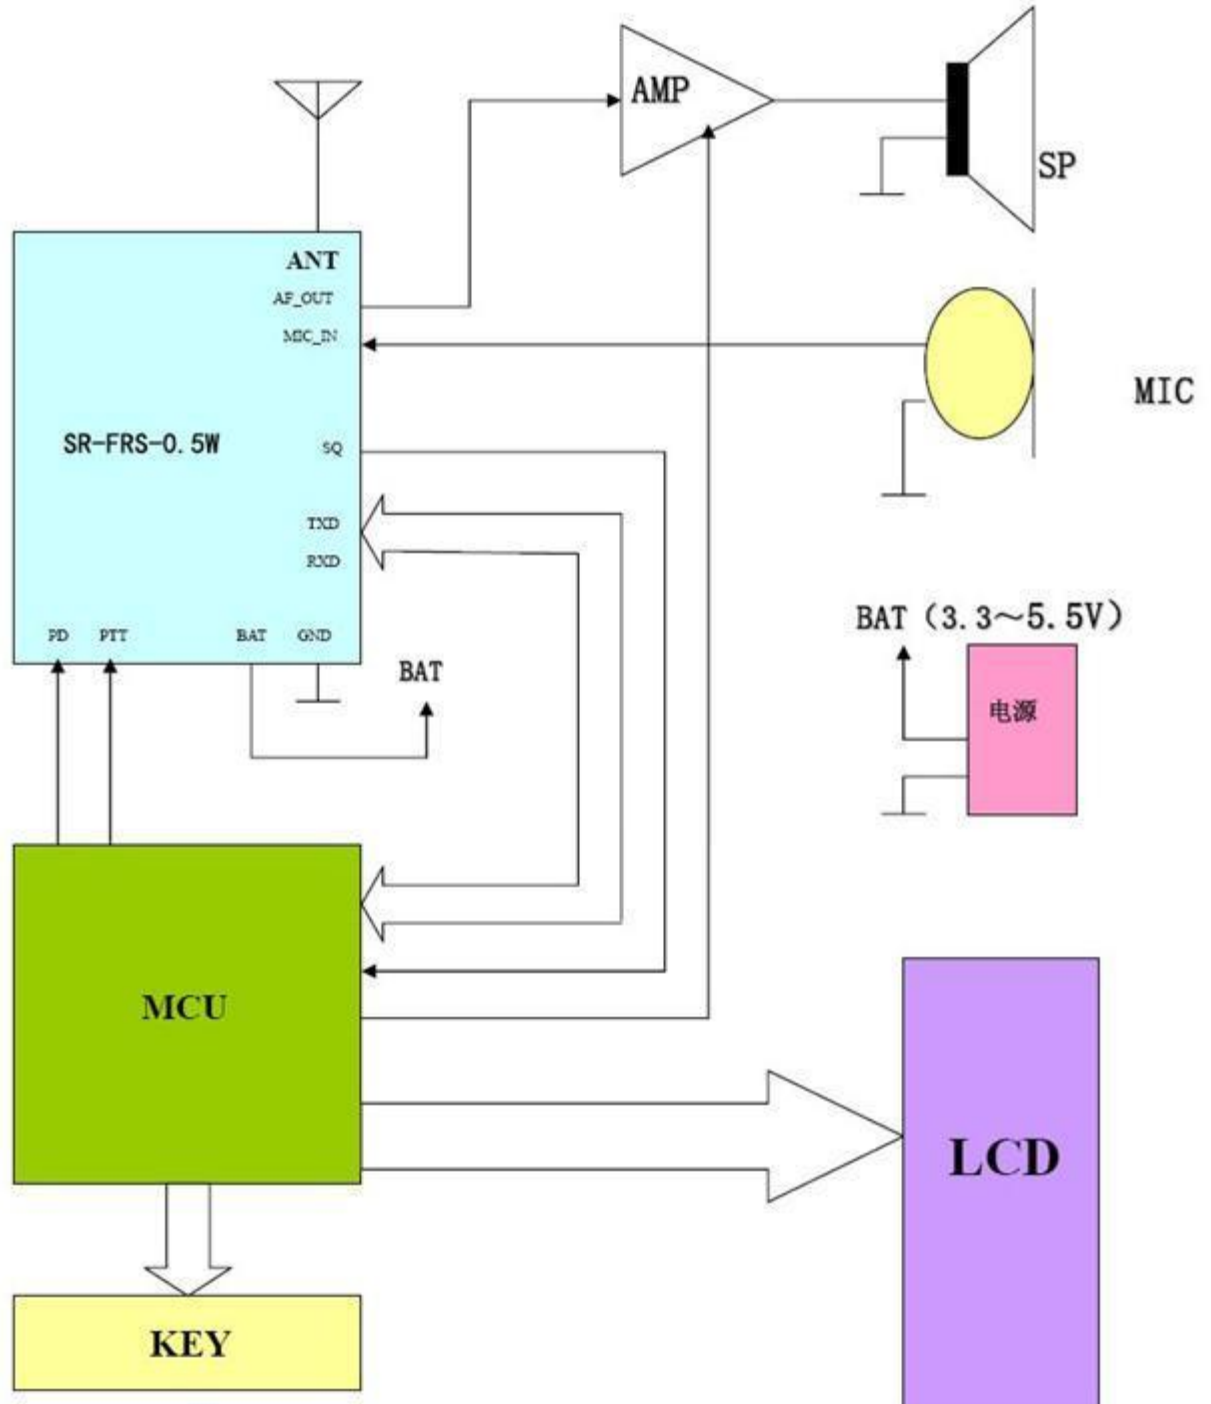 AMP
SP
ANT
AF_OUT
MIC_IN
MIC
SR-FRS-0.5W
SQ
TXD
RXD
BAT（3.3～5.5V）
PD PTT BAT GND
BAT
电源
MCU
LCD
KEY